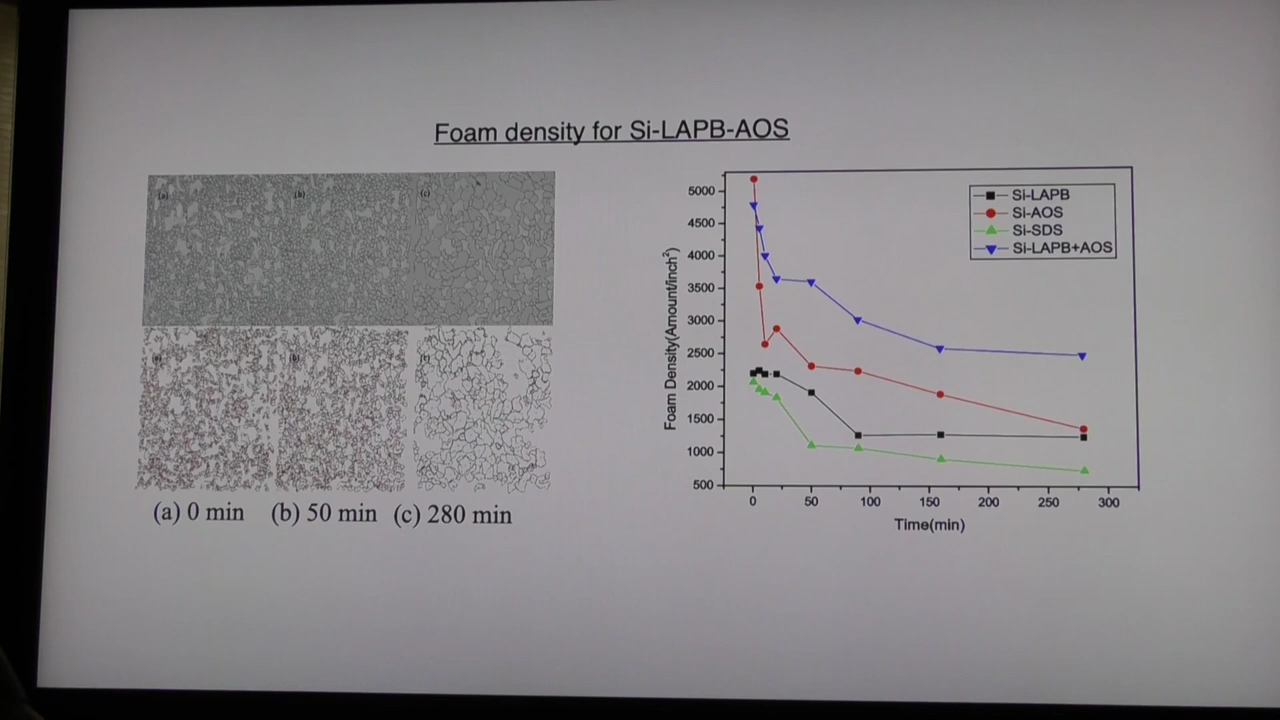 Foam density for Si-LAPB-AOS
(a)
(b)
(c)
(a)
(b)
(c)
(a) 0 min (b) 50 min (c) 280 min
Foam Density(Amount/inch²)
5000
4500
4000
3500
3000
2500
2000
1500
1000
500
Si-LAPB
Si-AOS
Si-SDS
Si-LAPB+AOS
0 50 100 150 200 250 300
Time(min)